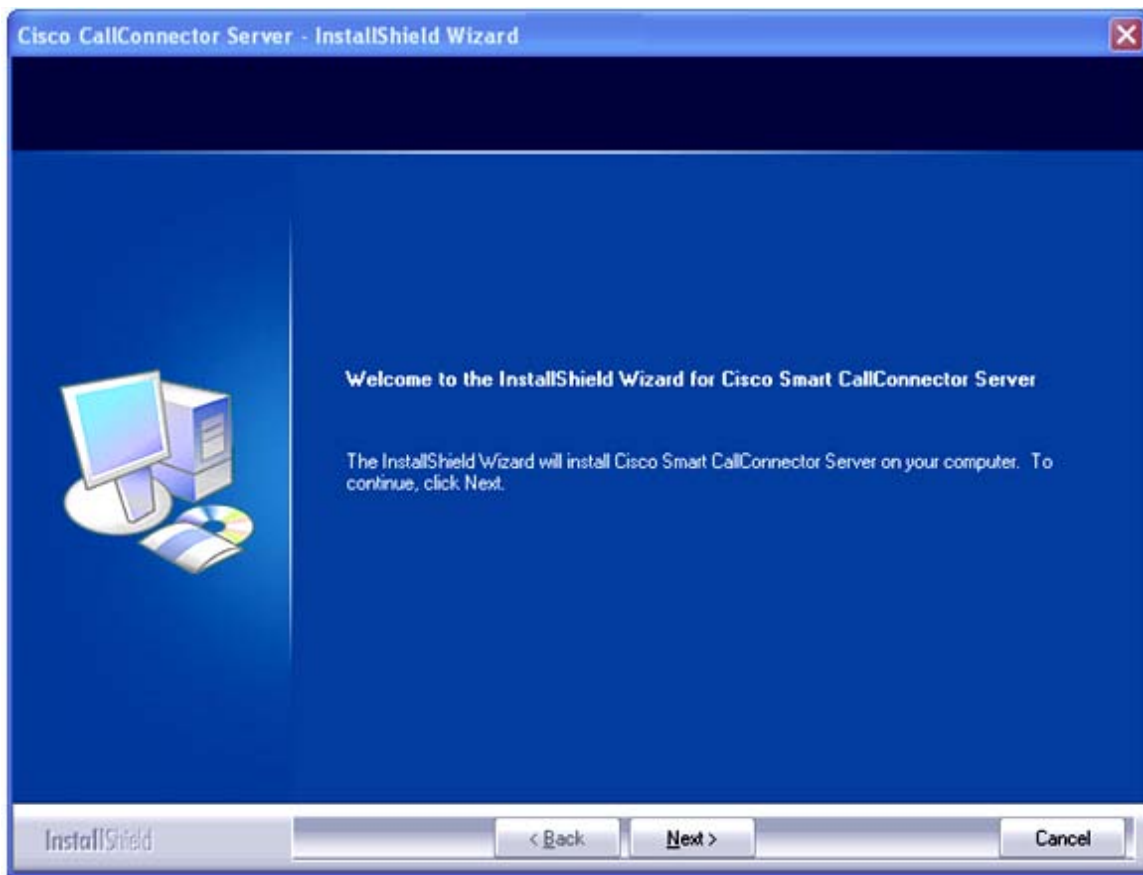 Cisco CallConnector Server - InstallShield Wizard
Welcome to the InstallShield Wizard for Cisco Smart CallConnector Server
The InstallShield Wizard will install Cisco Smart CallConnector Server on your computer. To
continue, click Next.
InstallShield
< Back
Next >
Cancel